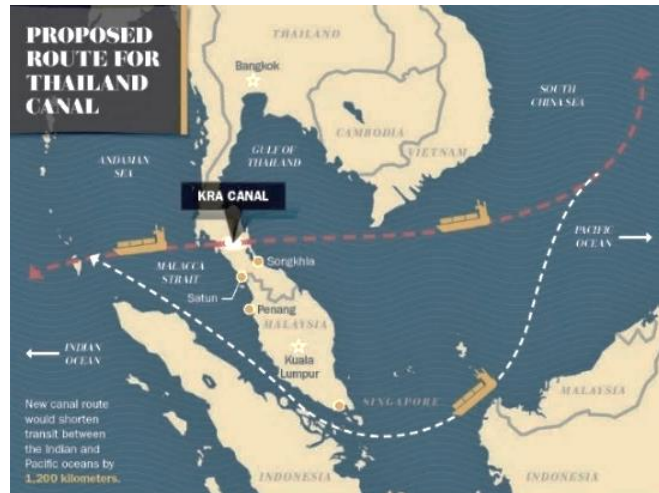 PROPOSED
ROUTE FOR
THAILAND
CANAL
THAILAND
Bangkok
SOUTH
CHINA SEA
CAMBODIA
ANDAMAN
SEA
GULF OF
THAILAND
VIETNAM
KRA CANAL
PACIFIC
OCEAN
MALACCA
STRAIT
Songkhla
Satun
Penang
MALAYSIA
INDIAN
OCEAN
Kuala
Lumpur
MALAYSIA
SINGAPORE
New canal route
would shorten
transit between
the Indian and
Pacific oceans by
1,200 kilometers.
INDONESIA
INDONESIA